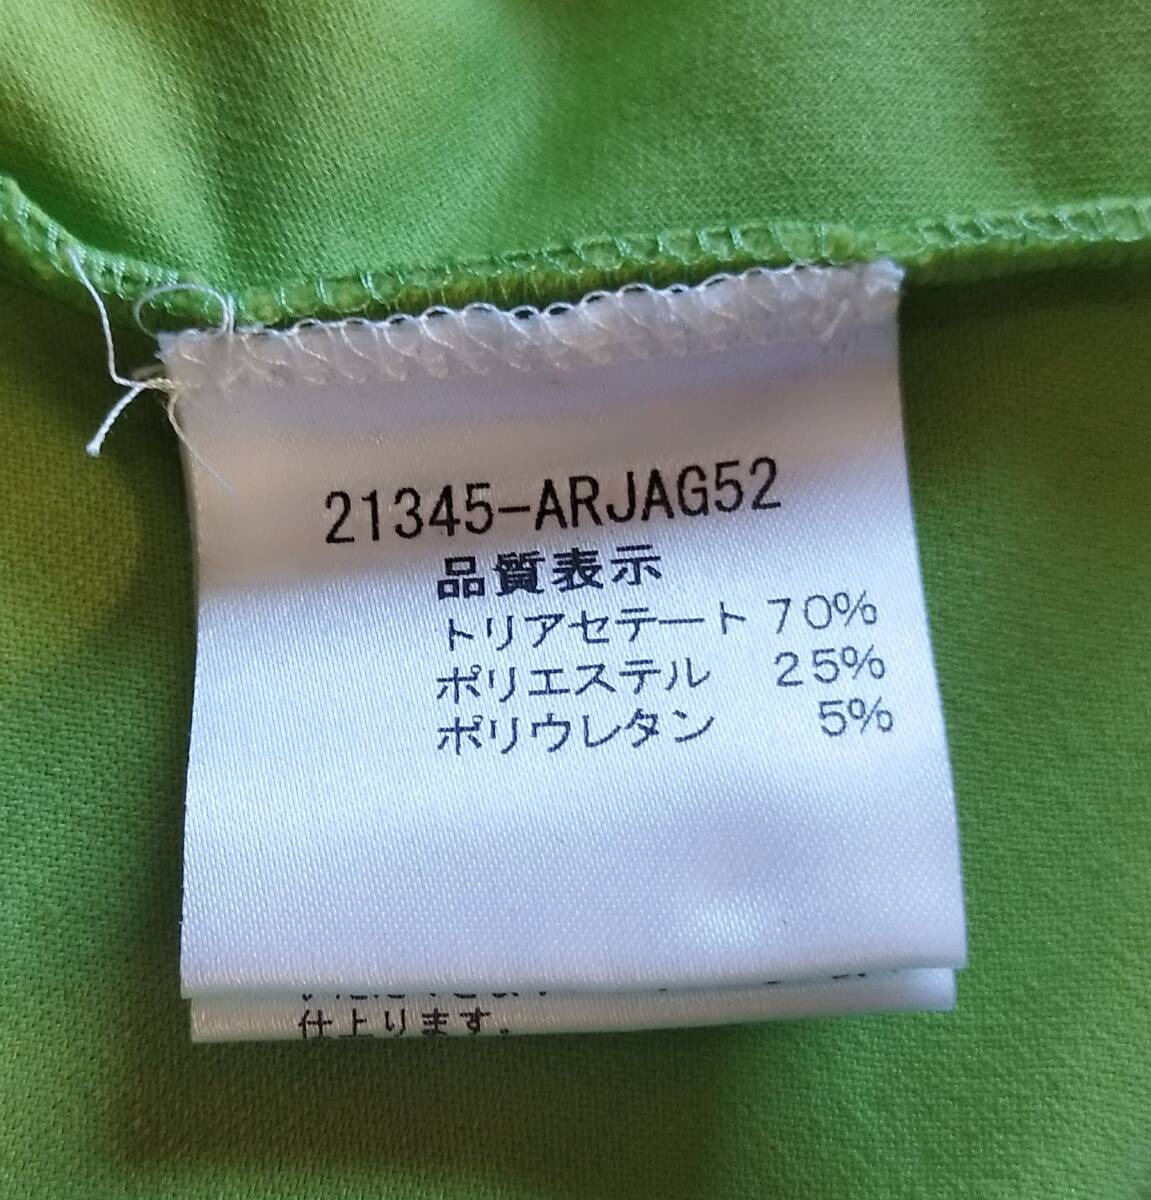 21345-ARJAG52
品質表示
トリアセテート 70%
ポリエステル 25%
ポリウレタン 5%
仕上ります。